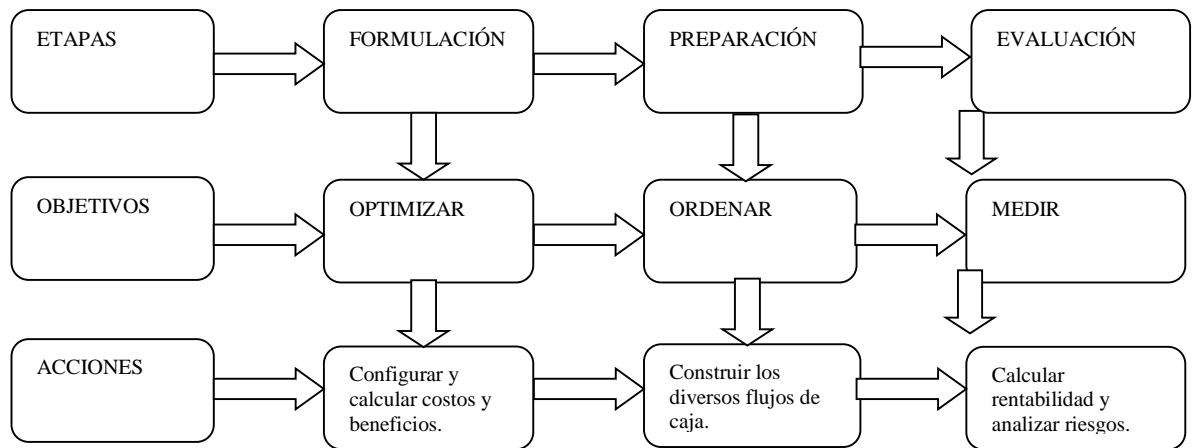 ETAPAS
FORMULACIÓN
PREPARACIÓN
EVALUACIÓN
OBJETIVOS
OPTIMIZAR
ORDENAR
MEDIR
ACCIONES
Configurar y
calcular costos y
beneficios.
Construir los
diversos flujos de
caja.
Calcular
rentabilidad y
analizar riesgos.